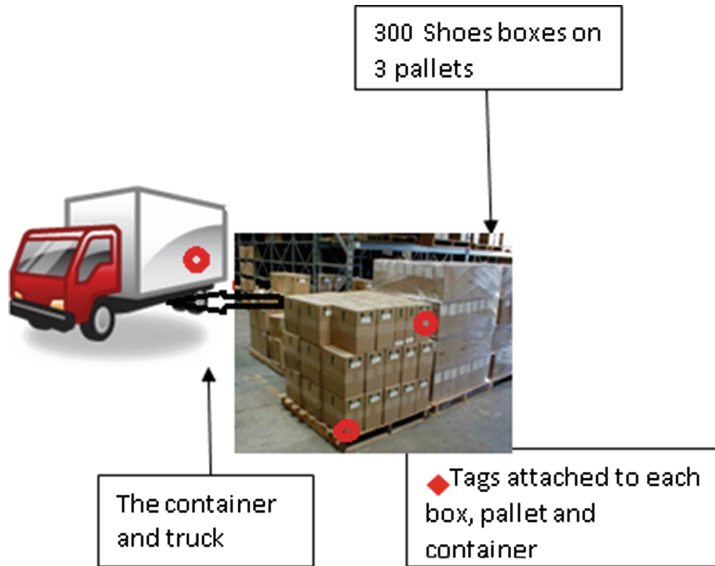 300 Shoes boxes on
3 pallets
The container
and truck
Tags attached to each
box, pallet and
container